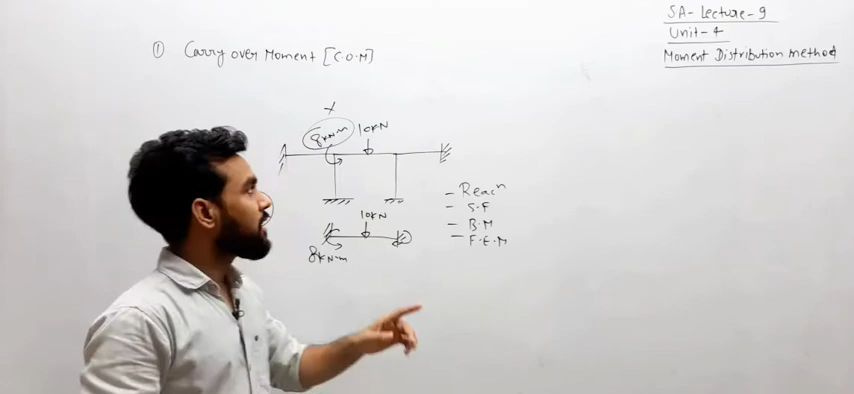 SA- Lecture-9
Unit-4
Moment Distribution method
① Carry over Moment [C.O.M]
x
8kN.m
10kN
- Reacn
- S.F
- B.M
- F.E.M
10kN
8kN.m